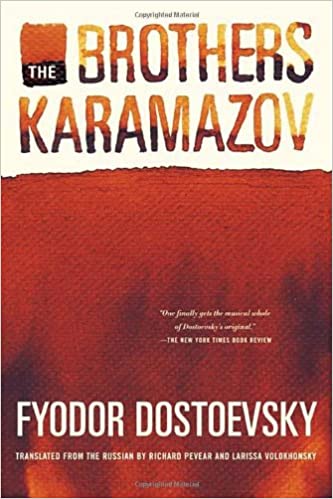 THE BROTHERS
KARAMAZOV
"One finally gets the musical whole
of Dostoevsky's original."
—THE NEW YORK TIMES BOOK REVIEW
FYODOR DOSTOEVSKY
TRANSLATED FROM THE RUSSIAN BY RICHARD PEVEAR AND LARISSA VOLOKHONSKY